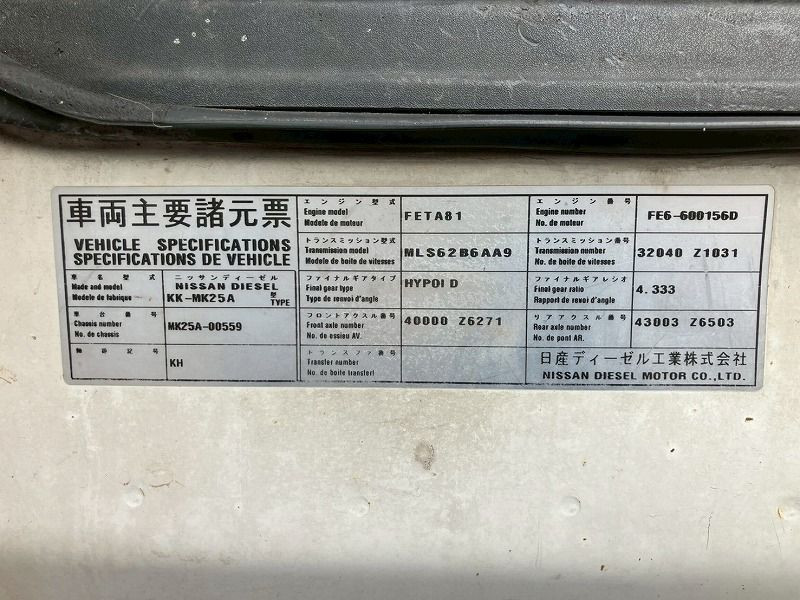 車両主要諸元票
VEHICLE SPECIFICATIONS
SPECIFICATIONS DE VEHICLE
車名型式
Made and model
Modele de fabrique
ニッサンディーゼル
NISSAN DIESEL
KK-MK25A 型 TYPE
車台番号
Chassis number
No. de chassis
MK25A-00559
KH
エンジン型式
Engine model
Modele de moteur
FETA81
トランスミッション型式
Transmission model
Modele de boite de vitesses
MLS62B6AA9
ファイナルギアタイプ
Final gear type
Type de renvoi d'angle
HYPOI D
フロントアクスル番号
Front axle number
No. de essieu AV.
40000 Z6271
トランスファ番号
Transfer number
No. de boite transferl
エンジン番号
Engine number
No. de moteur
FE6-600156D
トランスミッション番号
Transmission number
No. de boite de vitesses
32040 Z1031
ファイナルギアレシオ
Final gear ratio
Rapport de renvoi d'angle
4.333
リアアクスル番号
Rear axle number
No. de pont AR.
43003 Z6503
日産ディーゼル工業株式会社
NISSAN DIESEL MOTOR CO.,LTD.